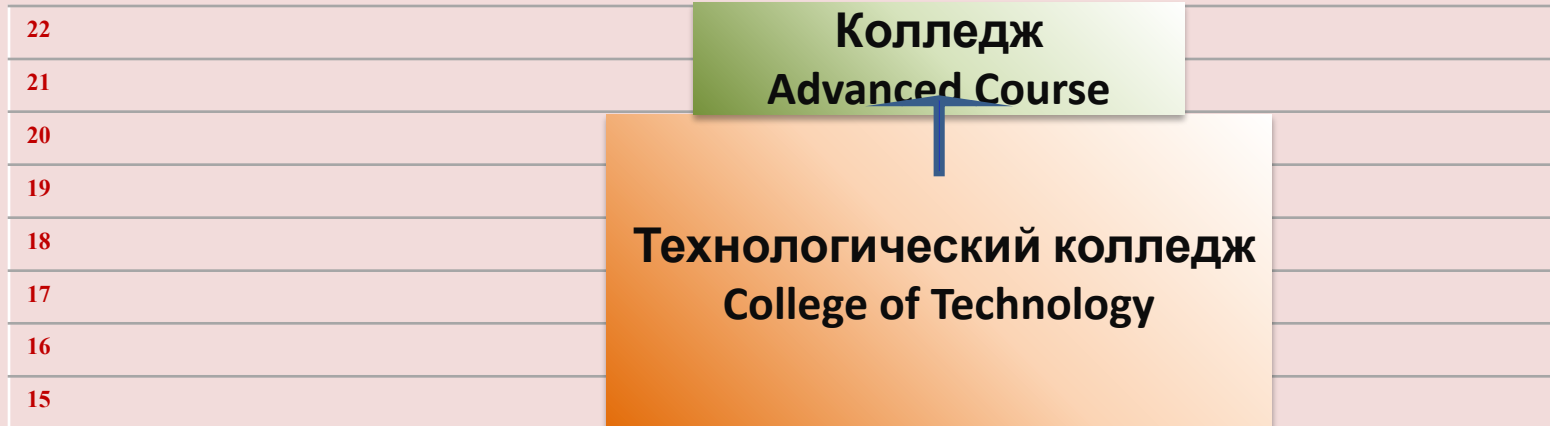 22
Колледж
21
Advanced Course
20
19
18
Технологический колледж
17
College of Technology
16
15